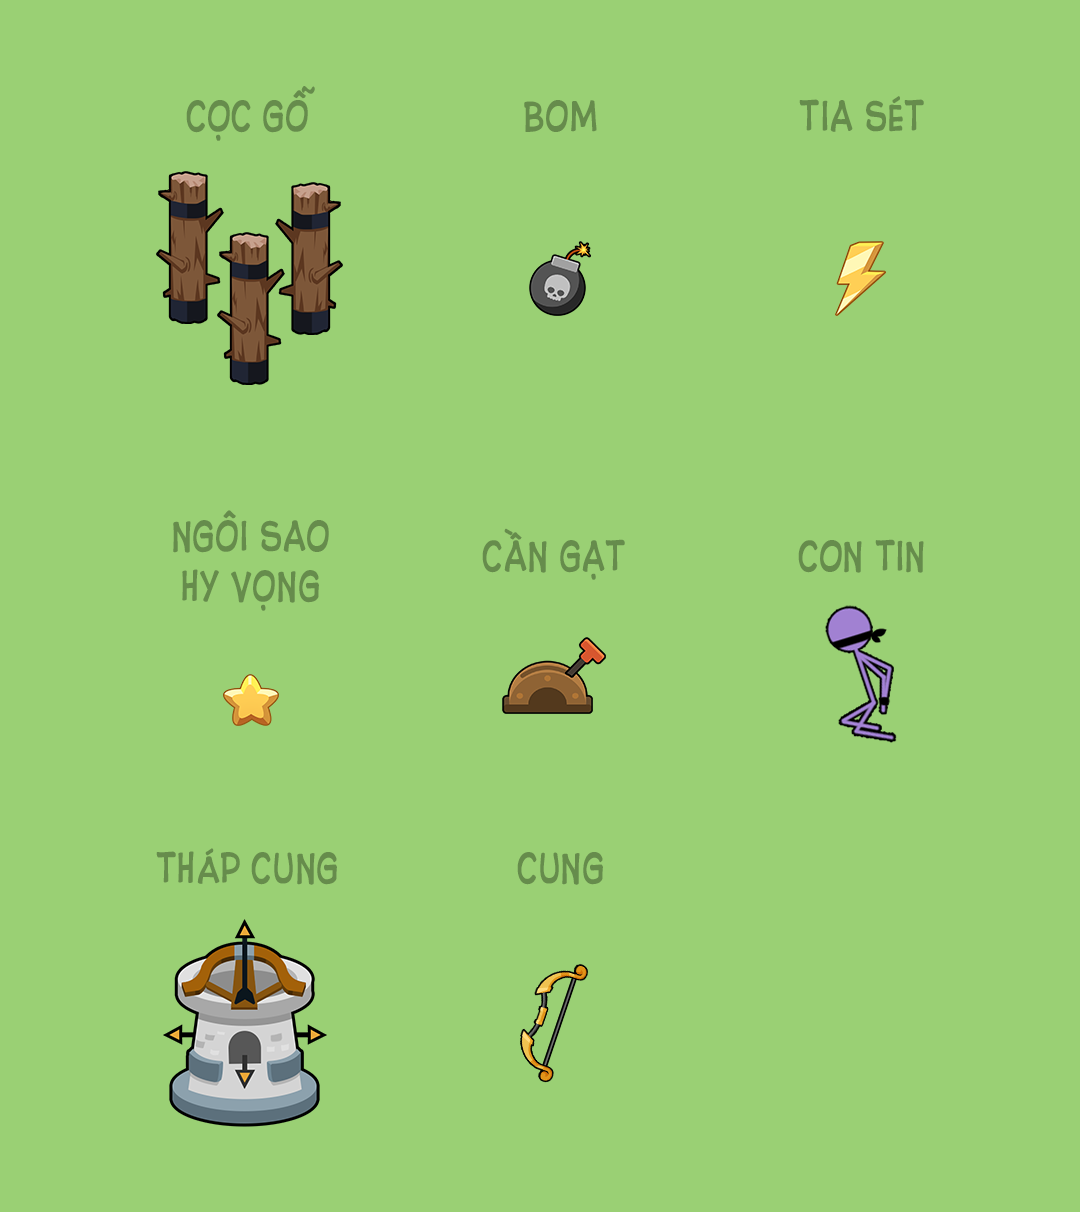 CỌC GỖ
BOM
TIA SÉT
NGÔI SAO
HY VỌNG
CẦN GẠT
CON TIN
THÁP CUNG
CUNG